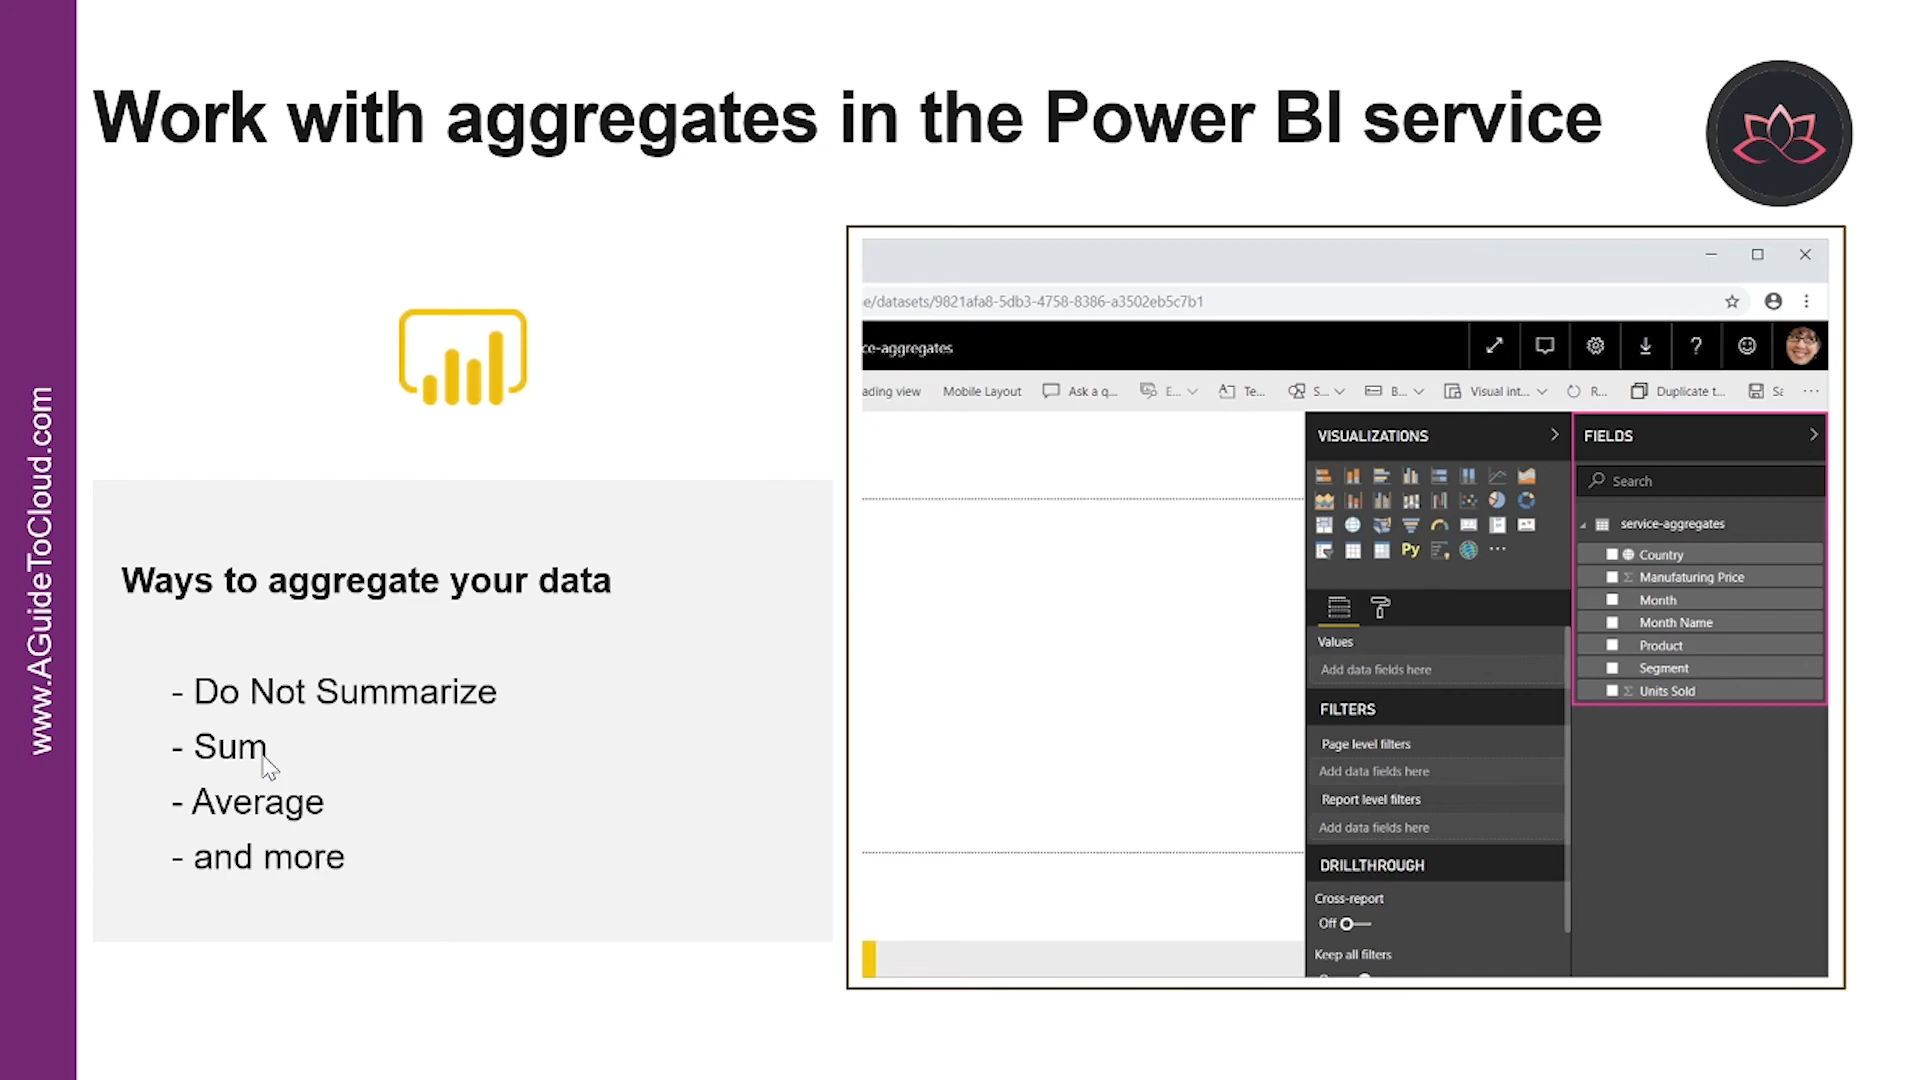 Work with aggregates in the Power BI service
www.AGuideToCloud.com
Ways to aggregate your data
- Do Not Summarize
- Sum
- Average
- and more
e/datasets/9821afa8-5db3-4758-8386-a3502eb5c7b1
ce-aggregates
?
ading view Mobile Layout Ask a q... E... Te... S... B... Visual int... R... Duplicate t... Sa ...
VISUALIZATIONS
Py
Values
Add data fields here
FILTERS
Page level filters
Add data fields here
Report level filters
Add data fields here
DRILLTHROUGH
Cross-report
Off
Keep all filters
FIELDS
Search
service-aggregates
Country
Σ Manufaturing Price
Month
Month Name
Product
Segment
Σ Units Sold